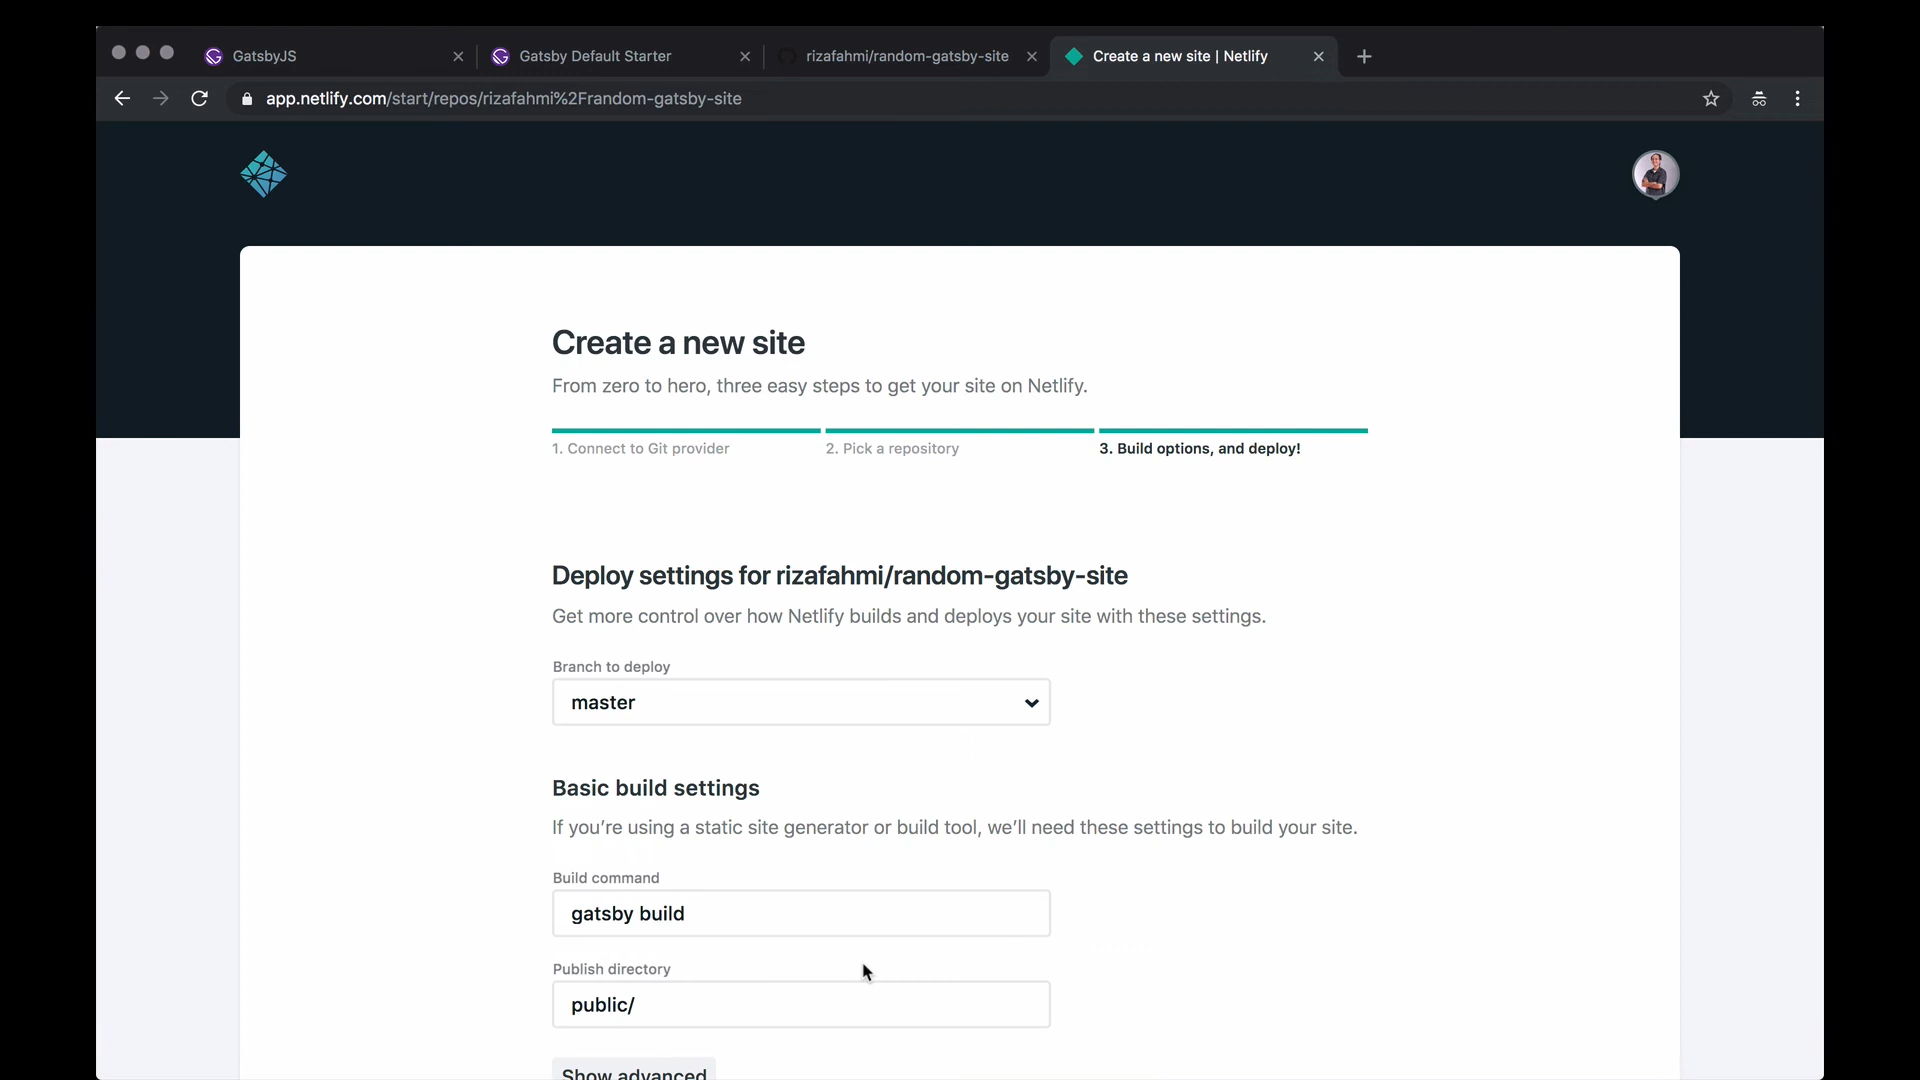 GatsbyJS
Gatsby Default Starter
rizafahmi/random-gatsby-site
Create a new site | Netlify
app.netlify.com/start/repos/rizafahmi%2Frandom-gatsby-site
Create a new site
From zero to hero, three easy steps to get your site on Netlify.
1. Connect to Git provider
2. Pick a repository
3. Build options, and deploy!
Deploy settings for rizafahmi/random-gatsby-site
Get more control over how Netlify builds and deploys your site with these settings.
Branch to deploy
master
Basic build settings
If you’re using a static site generator or build tool, we’ll need these settings to build your site.
Build command
gatsby build
Publish directory
public/
Show advanced